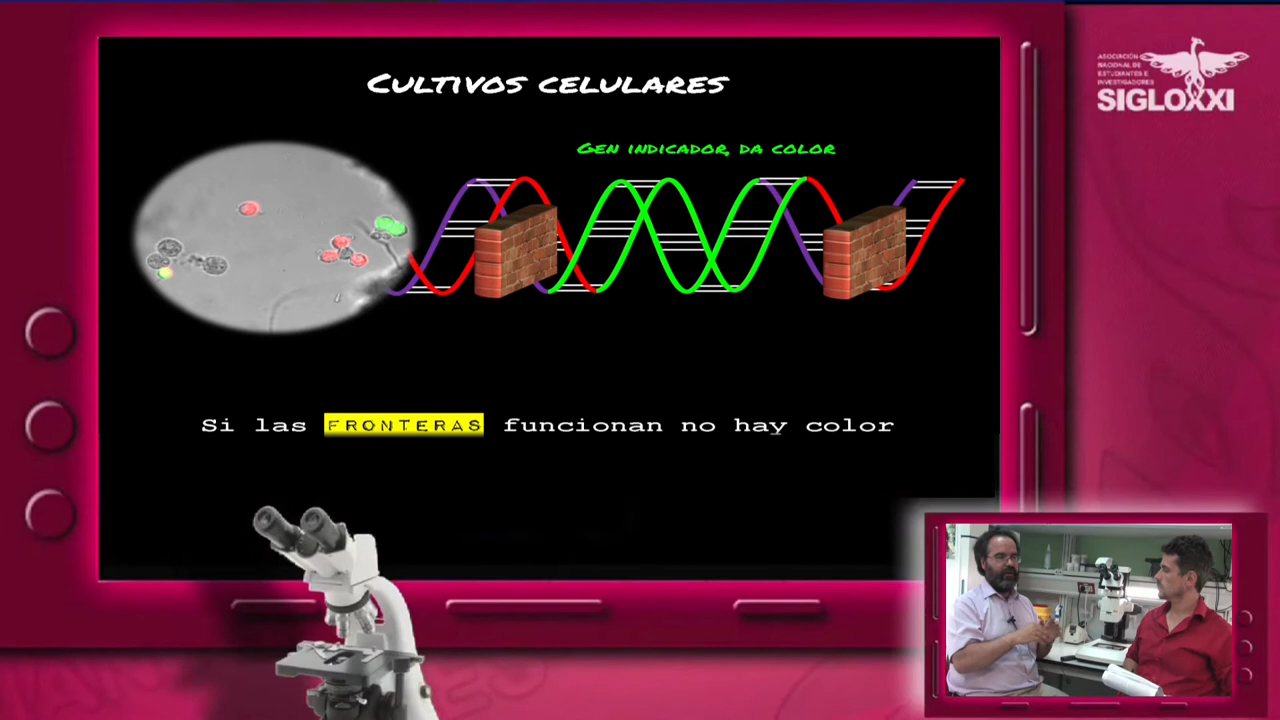 CULTIVOS CELULARES
GEN INDICADOR, DA COLOR
Si las FRONTERAS funcionan no hay color
ASOCIACIÓN
NACIONAL DE
ESTUDIANTES E
INVESTIGADORES
SIGLOXXI